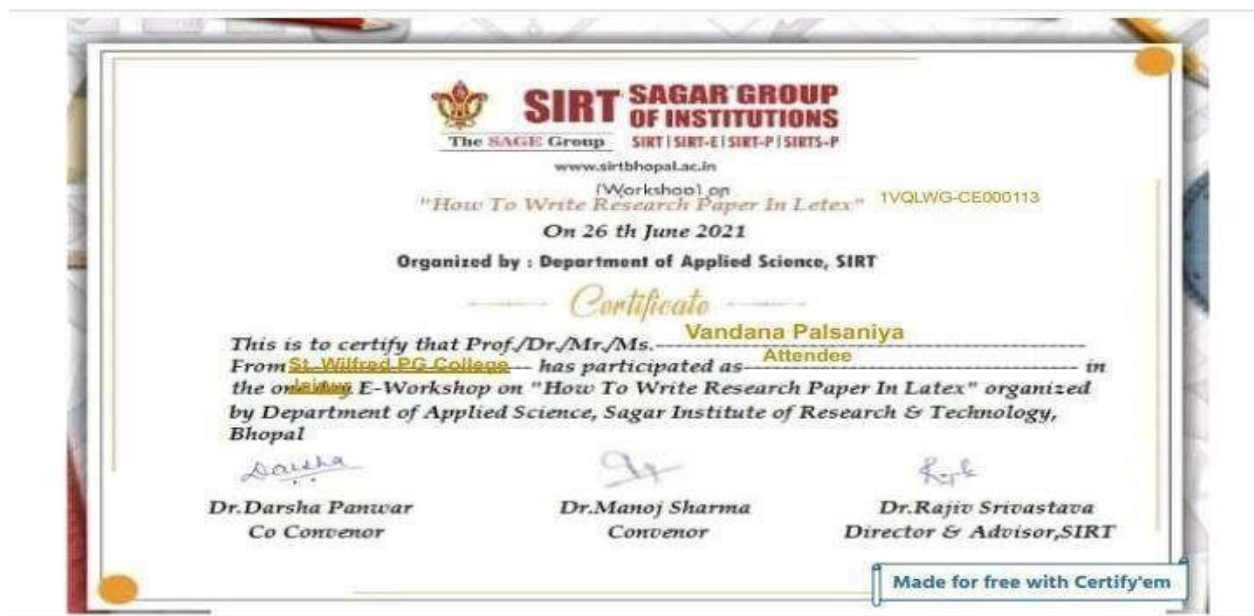 SIRT SAGAR GROUP OF INSTITUTIONS
The SAGE Group SIRT | SIRT-E | SIRT-P | SIRTS-P
www.sirtbhopal.ac.in
(Workshop) on
"How To Write Research Paper In Letex" 1VQLWG-CE000113
On 26 th June 2021
Organized by : Department of Applied Science, SIRT
Certificate
This is to certify that Prof./Dr./Mr./Ms. Vandana Palsaniya
From St. Wilfred PG College has participated as Attendee in
the one day E-Workshop on "How To Write Research Paper In Latex" organized
by Department of Applied Science, Sagar Institute of Research & Technology,
Bhopal
Darsha
Dr.Darsha Panwar Dr.Manoj Sharma Dr.Rajiv Srivastava
Co Convenor Convenor Director & Advisor,SIRT
Made for free with Certify'em